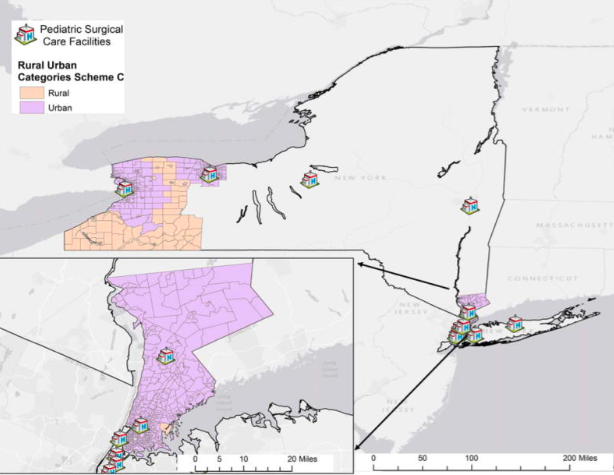 Pediatric Surgical
Care Facilities
Rural Urban
Categories Scheme C
Rural
Urban
VERMONT
NEW YORK
MASSACHUSETT
CONNECTICUT
NEW
JERSEY
0 5 10 20 Miles
0 50 100 200 Miles